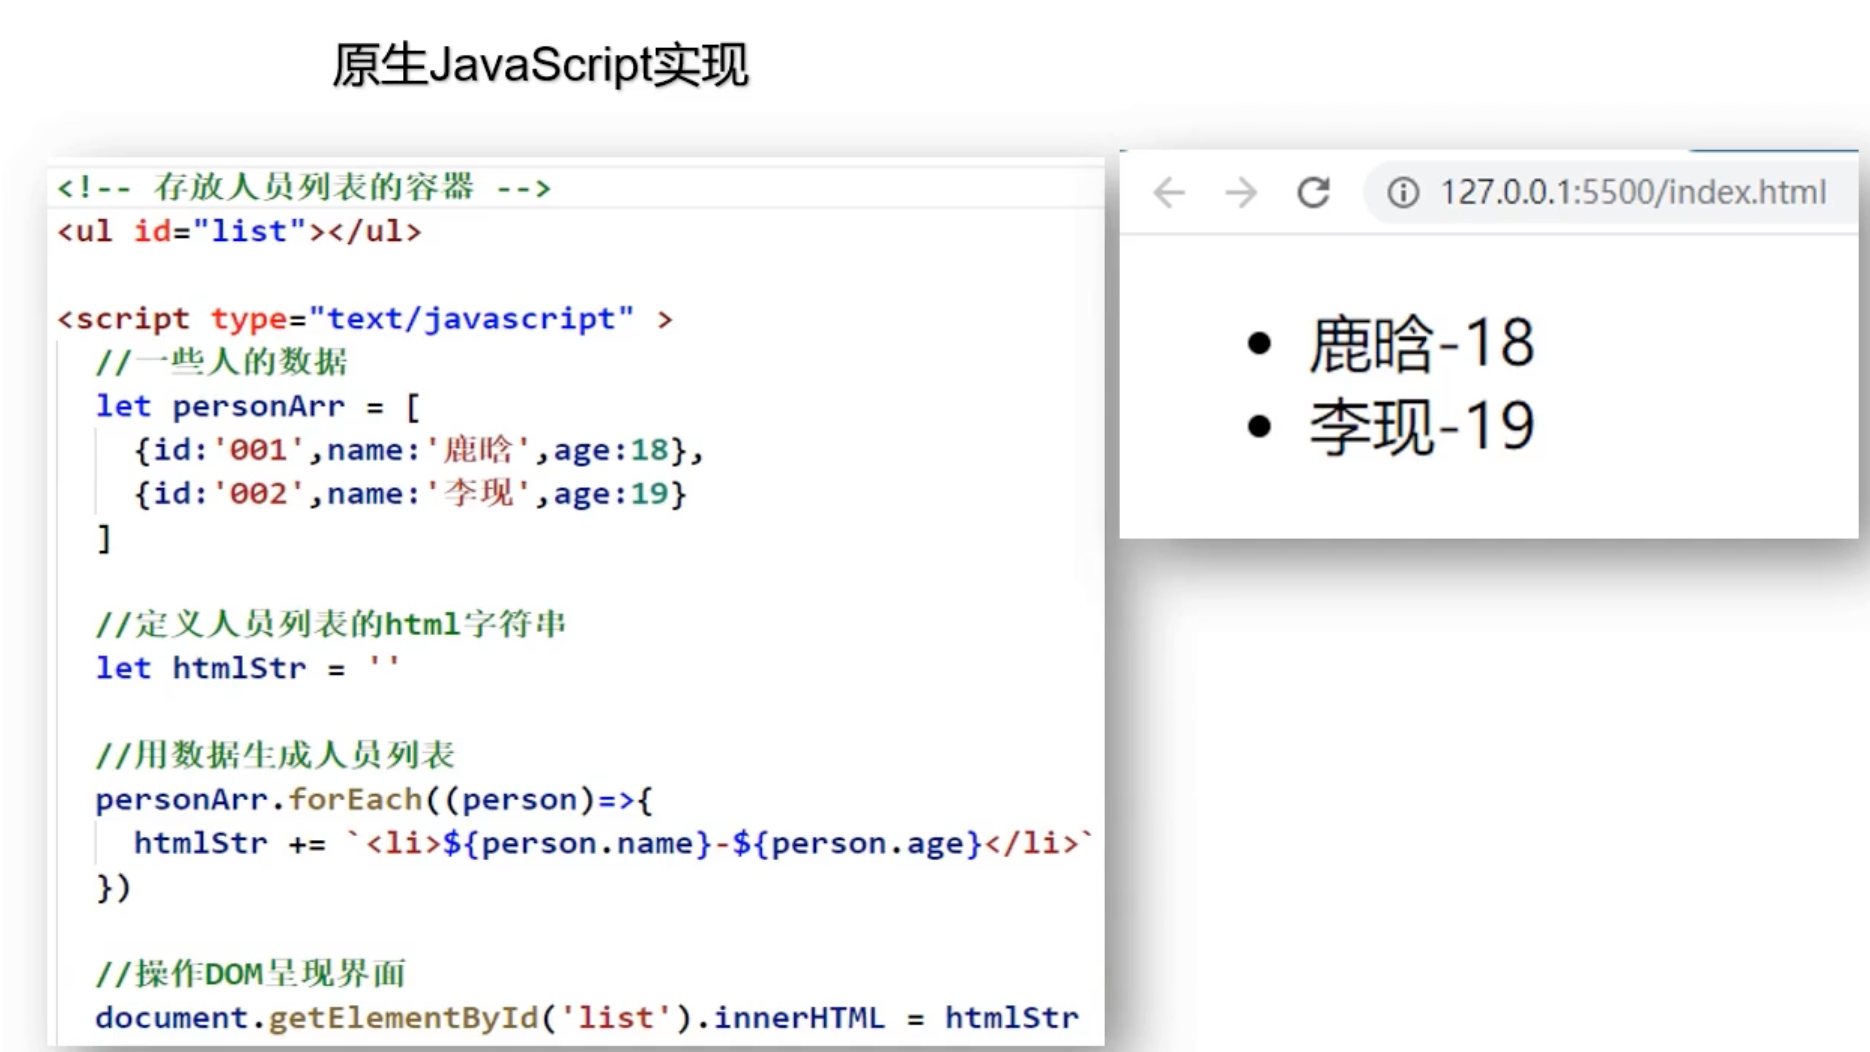 原生JavaScript实现
<!-- 存放人员列表的容器 -->
<ul id="list"></ul>
<script type="text/javascript" >
//一些人的数据
let personArr = [
{id:'001',name:'鹿晗',age:18},
{id:'002',name:'李现',age:19}
]
//定义人员列表的html字符串
let htmlStr = ''
//用数据生成人员列表
personArr.forEach((person)=>{
htmlStr += `<li>${person.name}-${person.age}</li>`
})
//操作DOM呈现界面
document.getElementById('list').innerHTML = htmlStr
127.0.0.1:5500/index.html
鹿晗-18
李现-19